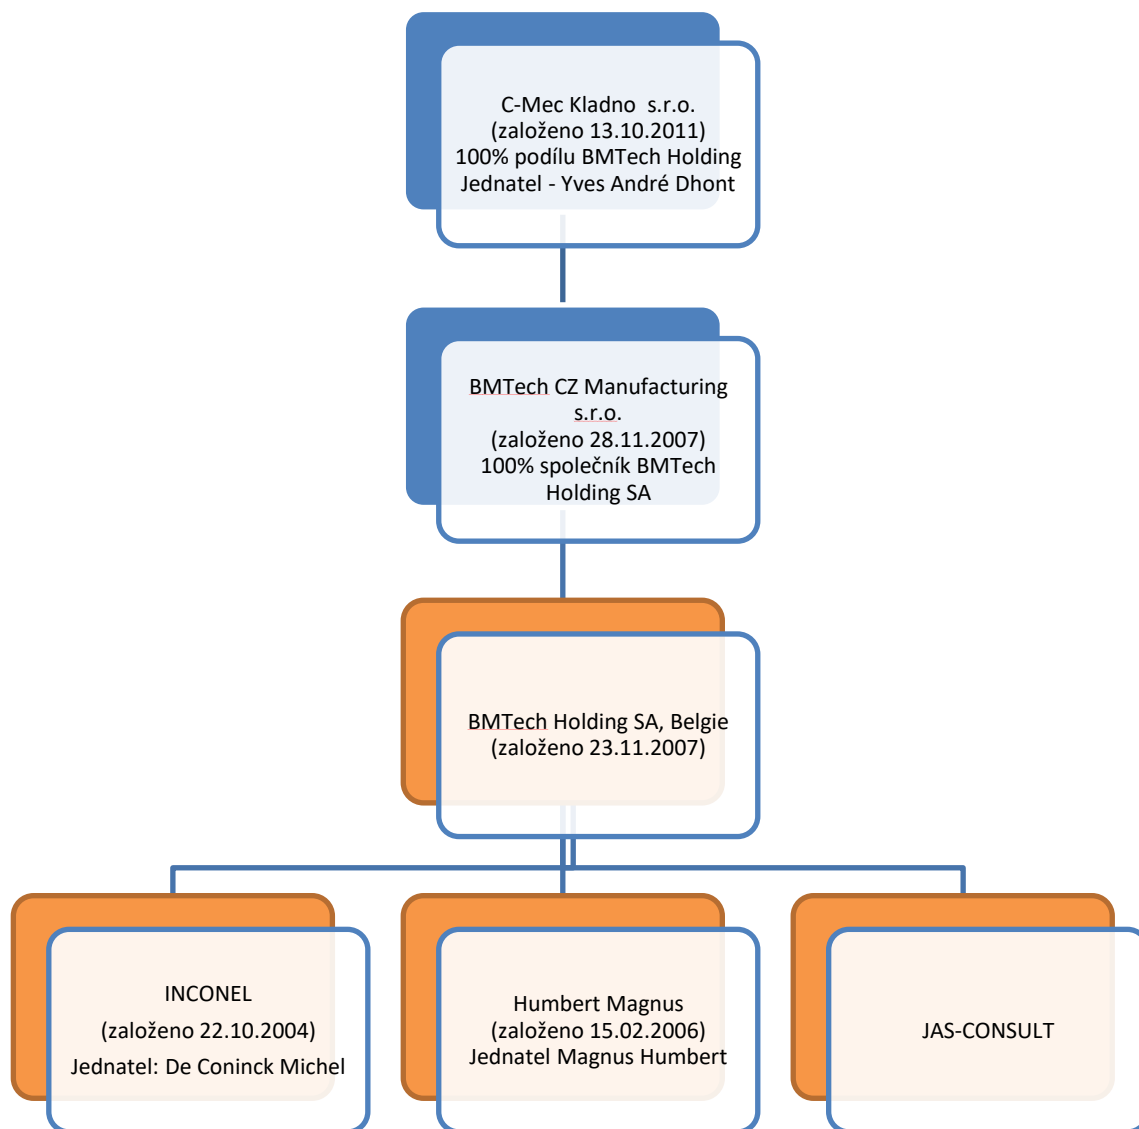 C-Mec Kladno  s.r.o.
(založeno 13.10.2011)
100% podílu BMTech Holding
Jednatel - Yves André Dhont
BMTech CZ Manufacturing
s.r.o.
(založeno 28.11.2007)
100% společník BMTech
Holding SA
BMTech Holding SA, Belgie
(založeno 23.11.2007)
INCONEL
(založeno 22.10.2004)
Jednatel: De Coninck Michel
Humbert Magnus
(založeno 15.02.2006)
Jednatel Magnus Humbert
JAS-CONSULT